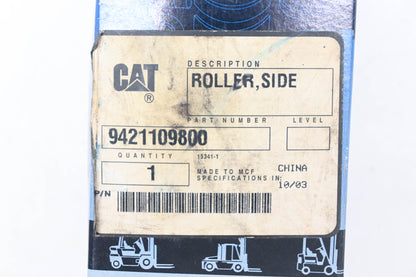 CAT
®
DESCRIPTION
ROLLER, SIDE
PART NUMBER
LEVEL
9421109800
QUANTITY
15341-1
1
MADE TO MCF
SPECIFICATIONS IN:
CHINA
10/03
P/N